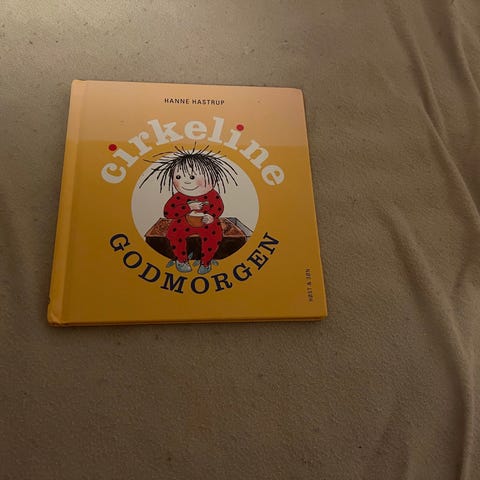 HANNE HASTRUP
cirkeline
GODMORGEN
HØST & SØN